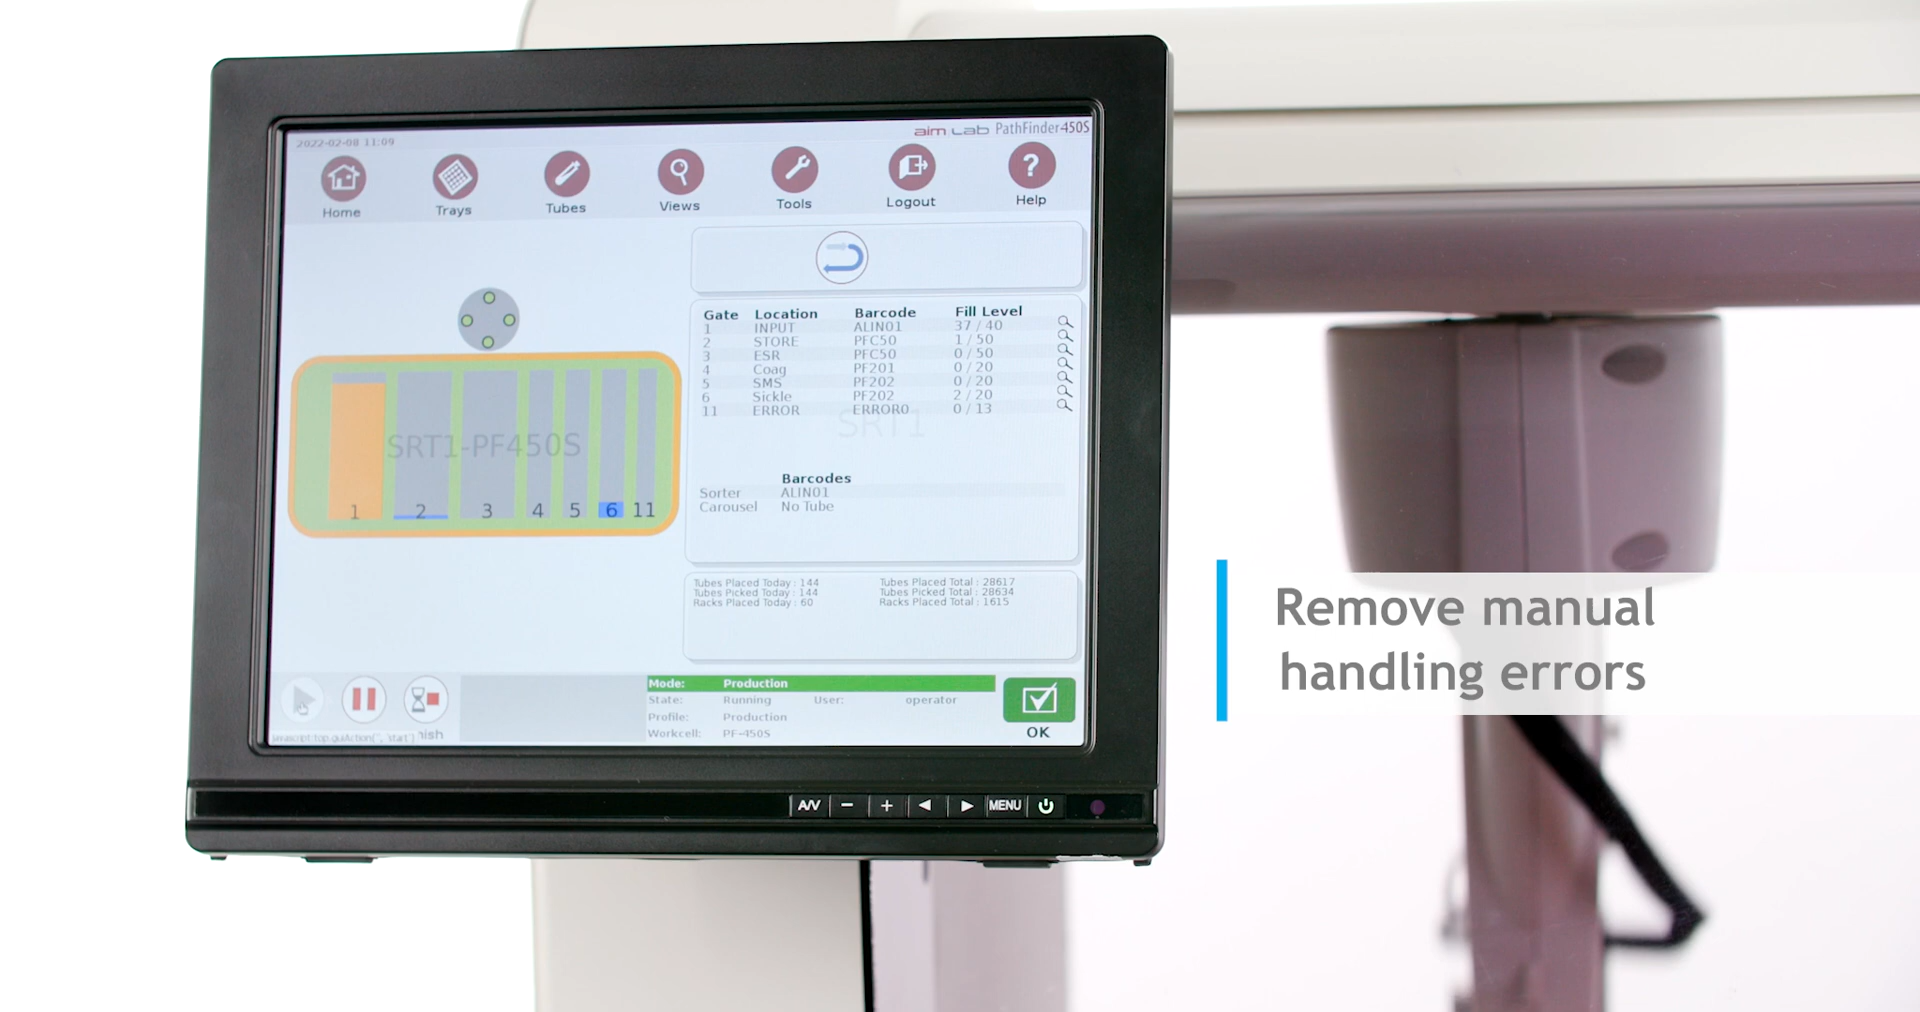 2022-02-08 11:09
aim Lab PathFinder450S
Home
Trays
Tubes
Views
Tools
Logout
Help
Gate Location Barcode Fill Level
1 INPUT ALIN01 37 / 40
2 STORE PFC50 1 / 50
3 ESR PFC50 0 / 50
4 Coag PF201 0 / 20
5 SMS PF202 0 / 20
6 Sickle PF202 2 / 20
11 ERROR ERROR0 0 / 13
SRT1
SRT1-PF450S
1 2 3 4 5 6 11
Barcodes
Sorter ALIN01
Carousel No Tube
Tubes Placed Today : 144 Tubes Placed Total : 28617
Tubes Picked Today : 144 Tubes Picked Total : 28634
Racks Placed Today : 60 Racks Placed Total : 1615
Mode: Production
State: Running User: operator
Profile: Production
Workcell: PF-450S
OK
javascript:top.guiAction('', 'start') nish
A/V − + MENU
Remove manual
handling errors